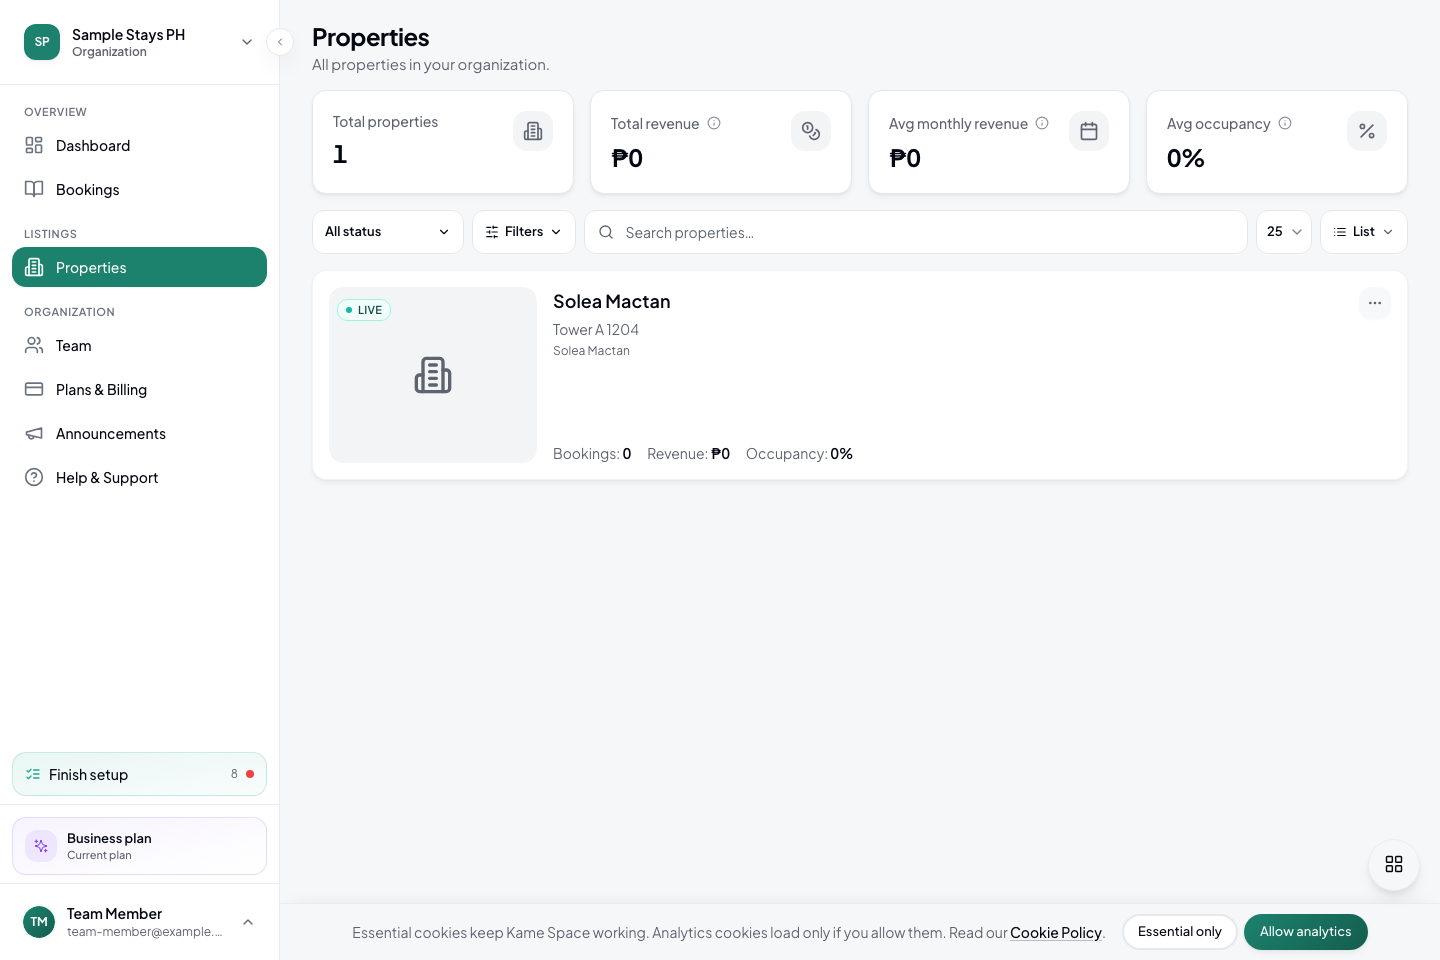 SP
Sample Stays PH
Organization
OVERVIEW
Dashboard
Bookings
LISTINGS
Properties
ORGANIZATION
Team
Plans & Billing
Announcements
Help & Support
Finish setup
8
Business plan
Current plan
TM
Team Member
team-member@example....
Properties
All properties in your organization.
Total properties
1
Total revenue
₱0
Avg monthly revenue
₱0
Avg occupancy
0%
All status
Filters
Search properties...
25
List
LIVE
Solea Mactan
Tower A 1204
Solea Mactan
Bookings: 0 Revenue: ₱0 Occupancy: 0%
Essential cookies keep Kame Space working. Analytics cookies load only if you allow them. Read our Cookie Policy.
Essential only
Allow analytics